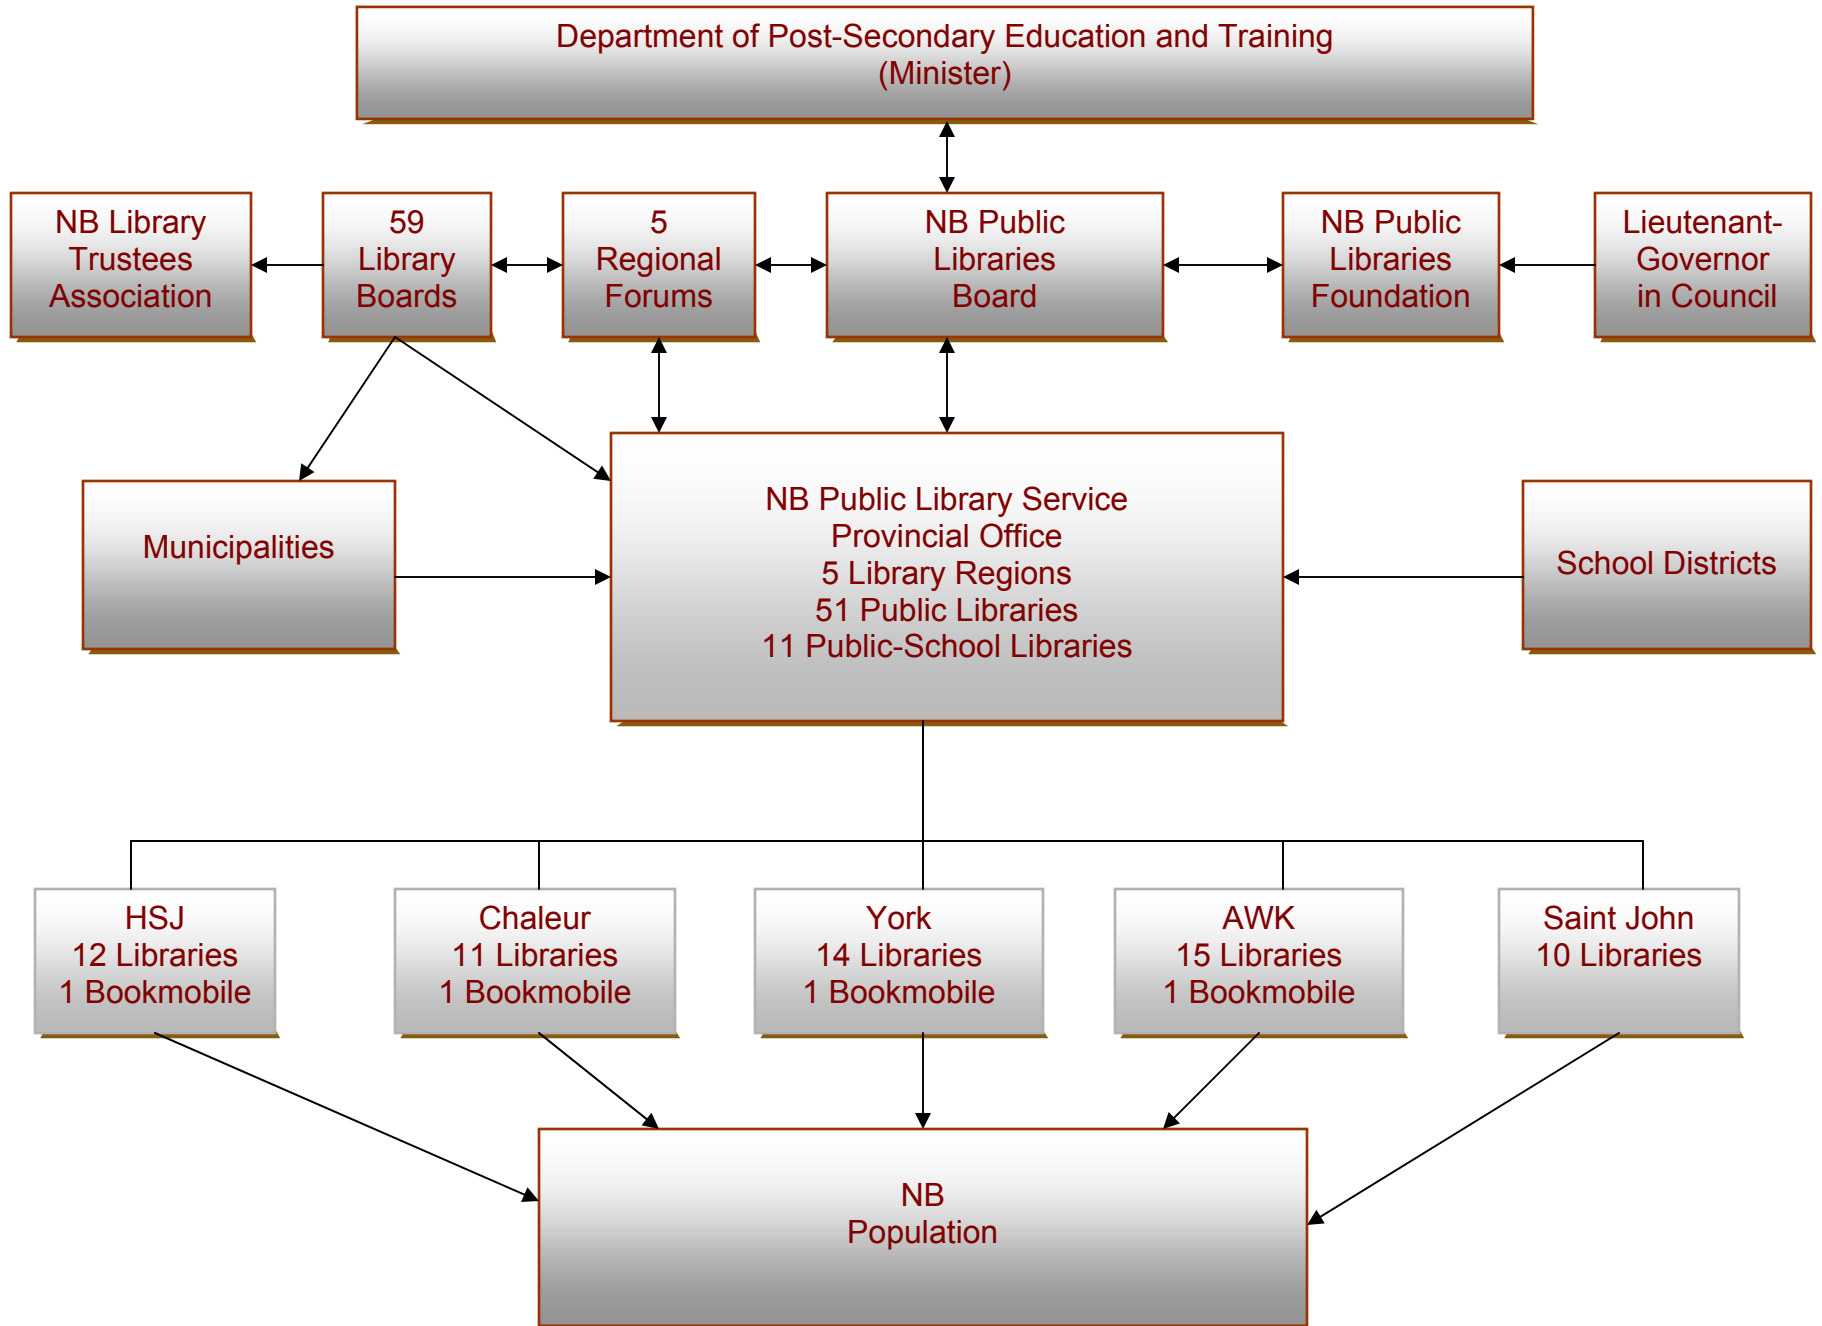 Department of Post-Secondary Education and Training
(Minister)
NB Library
Trustees
Association
59
Library
Boards
5
Regional
Forums
NB Public
Libraries
Board
NB Public
Libraries
Foundation
Lieutenant-
Governor
in Council
Municipalities
NB Public Library Service
Provincial Office
5 Library Regions
51 Public Libraries
11 Public-School Libraries
School Districts
HSJ
12 Libraries
1 Bookmobile
Chaleur
11 Libraries
1 Bookmobile
York
14 Libraries
1 Bookmobile
AWK
15 Libraries
1 Bookmobile
Saint John
10 Libraries
NB
Population